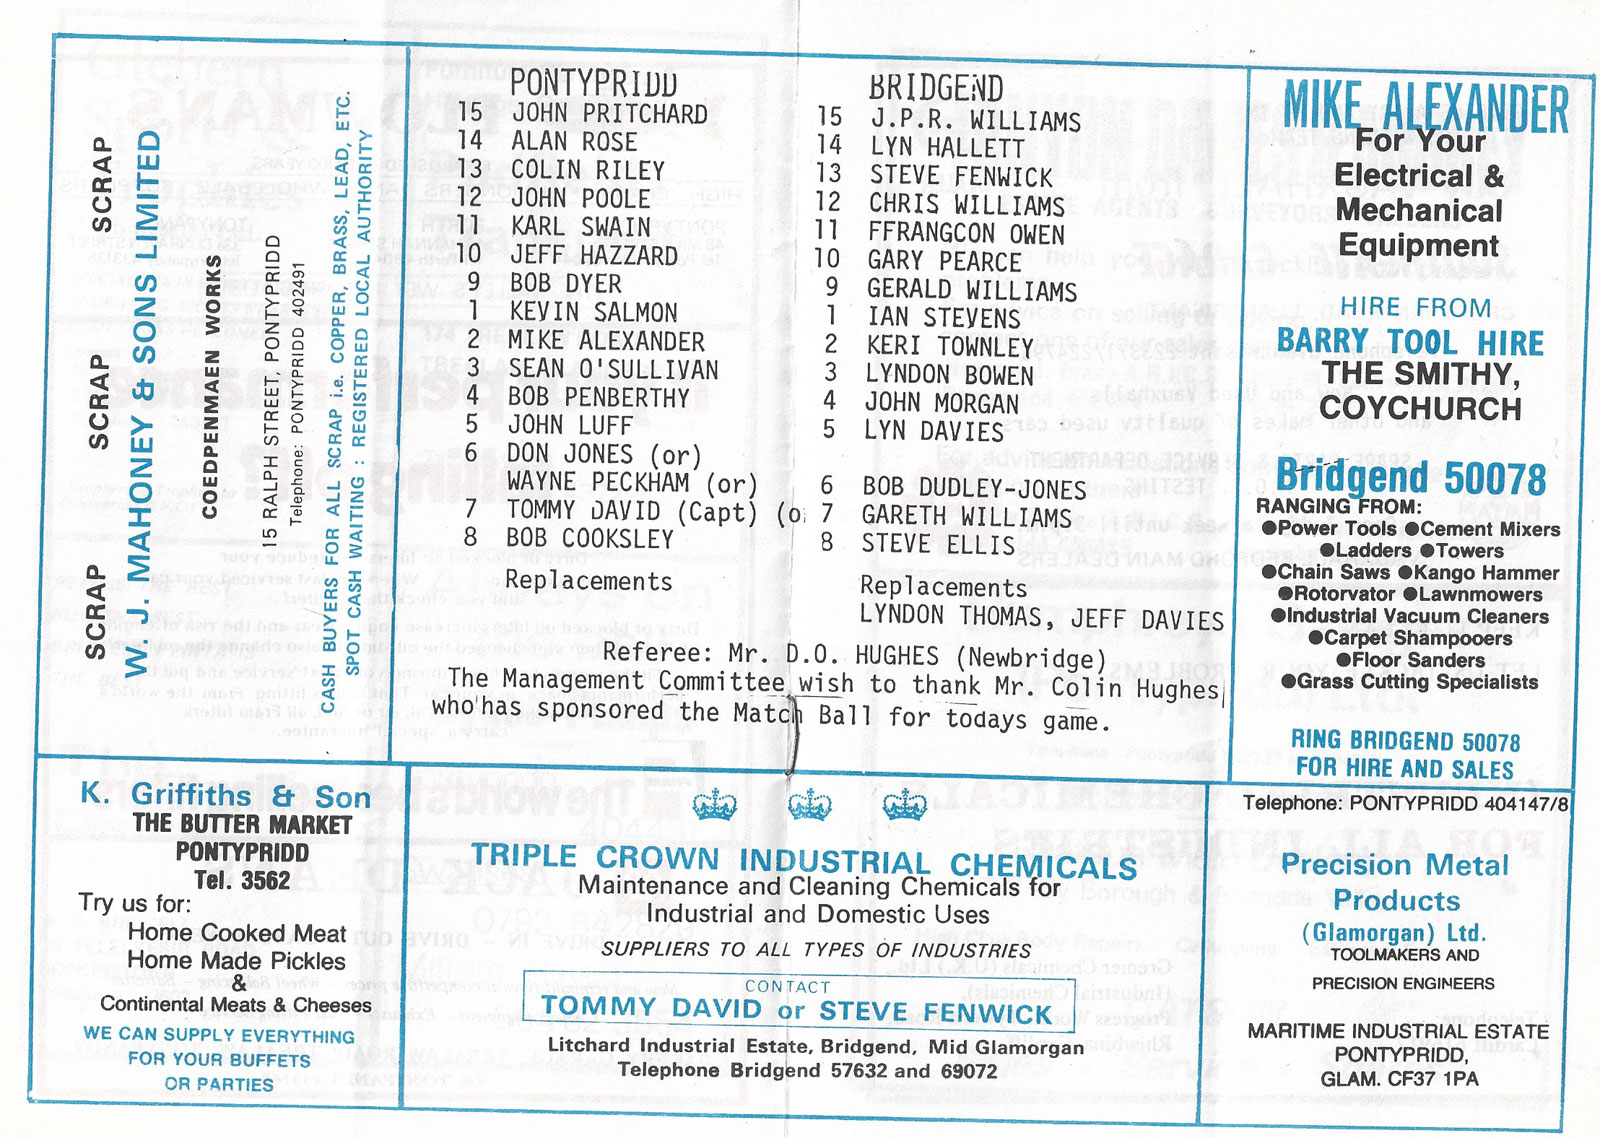 SCRAP SCRAP SCRAP
W. J. MAHONEY & SONS LIMITED
COEDPENMAEN WORKS
15 RALPH STREET, PONTYPRIDD
Telephone: PONTYPRIDD 402491
CASH BUYERS FOR ALL SCRAP i.e. COPPER, BRASS, LEAD, ETC.
SPOT CASH WAITING : REGISTERED LOCAL AUTHORITY
PONTYPRIDD
15 JOHN PRITCHARD
14 ALAN ROSE
13 COLIN RILEY
12 JOHN POOLE
11 KARL SWAIN
10 JEFF HAZZARD
9 BOB DYER
1 KEVIN SALMON
2 MIKE ALEXANDER
3 SEAN O'SULLIVAN
4 BOB PENBERTHY
5 JOHN LUFF
6 DON JONES (or)
WAYNE PECKHAM (or)
7 TOMMY DAVID (Capt) (o
8 BOB COOKSLEY
Replacements
BRIDGEND
15 J.P.R. WILLIAMS
14 LYN HALLETT
13 STEVE FENWICK
12 CHRIS WILLIAMS
11 FFRANGCON OWEN
10 GARY PEARCE
9 GERALD WILLIAMS
1 IAN STEVENS
2 KERI TOWNLEY
3 LYNDON BOWEN
4 JOHN MORGAN
5 LYN DAVIES
6 BOB DUDLEY-JONES
7 GARETH WILLIAMS
8 STEVE ELLIS
Replacements
LYNDON THOMAS, JEFF DAVIES
Referee: Mr. D.O. HUGHES (Newbridge)
The Management Committee wish to thank Mr. Colin Hughes
who has sponsored the Match Ball for todays game.
MIKE ALEXANDER
For Your
Electrical &
Mechanical
Equipment
HIRE FROM
BARRY TOOL HIRE
THE SMITHY,
COYCHURCH
Bridgend 50078
RANGING FROM:
●Power Tools ●Cement Mixers
●Ladders ●Towers
●Chain Saws ●Kango Hammer
●Rotorvator ●Lawnmowers
●Industrial Vacuum Cleaners
●Carpet Shampooers
●Floor Sanders
●Grass Cutting Specialists
RING BRIDGEND 50078
FOR HIRE AND SALES
K. Griffiths & Son
THE BUTTER MARKET
PONTYPRIDD
Tel. 3562
Try us for:
Home Cooked Meat
Home Made Pickles
&
Continental Meats & Cheeses
WE CAN SUPPLY EVERYTHING
FOR YOUR BUFFETS
OR PARTIES
TRIPLE CROWN INDUSTRIAL CHEMICALS
Maintenance and Cleaning Chemicals for
Industrial and Domestic Uses
SUPPLIERS TO ALL TYPES OF INDUSTRIES
CONTACT
TOMMY DAVID or STEVE FENWICK
Litchard Industrial Estate, Bridgend, Mid Glamorgan
Telephone Bridgend 57632 and 69072
Telephone: PONTYPRIDD 404147/8
Precision Metal
Products
(Glamorgan) Ltd.
TOOLMAKERS AND
PRECISION ENGINEERS
MARITIME INDUSTRIAL ESTATE
PONTYPRIDD,
GLAM. CF37 1PA